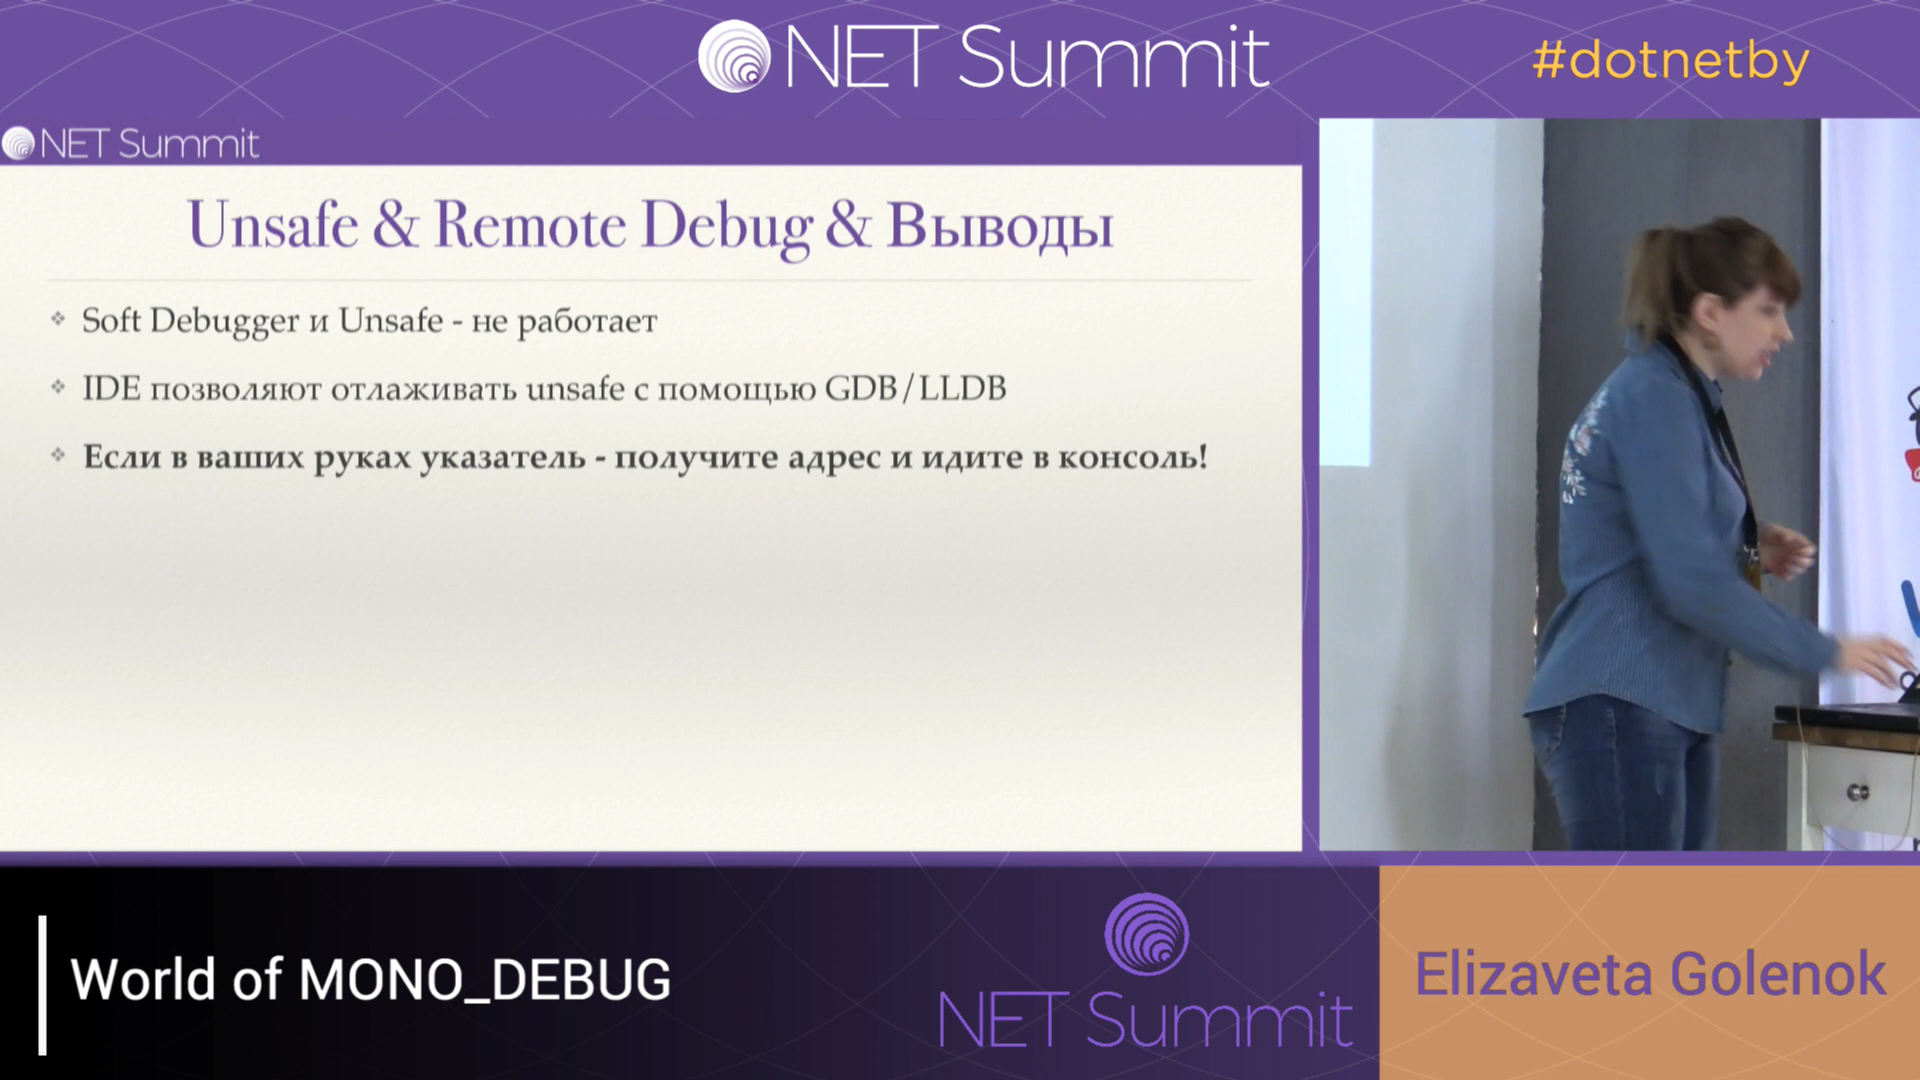 NET Summit
#dotnetby
NET Summit
Unsafe & Remote Debug & Выводы
Soft Debugger и Unsafe - не работает
IDE позволяют отлаживать unsafe с помощью GDB/LLDB
Если в ваших руках указатель - получите адрес и идите в консоль!
World of MONO_DEBUG
NET Summit
Elizaveta Golenok